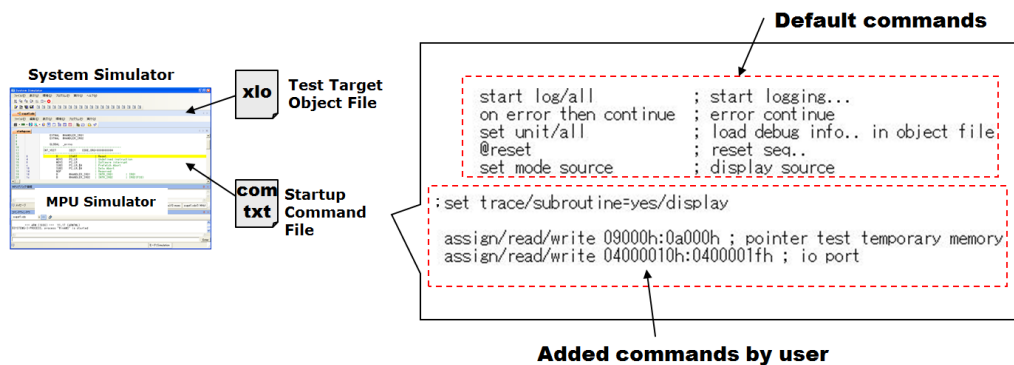 Default commands
System Simulator
xlo
Test Target
Object File
MPU Simulator
com
txt
Startup
Command
File
start log/all ; start logging...
on error then continue ; error continue
set unit/all ; load debug info.. in object file
@reset ; reset seq..
set mode source ; display source
;set trace/subroutine=yes/display
assign/read/write 09000h:0a000h ; pointer test temporary memory
assign/read/write 04000010h:0400001fh ; io port
Added commands by user